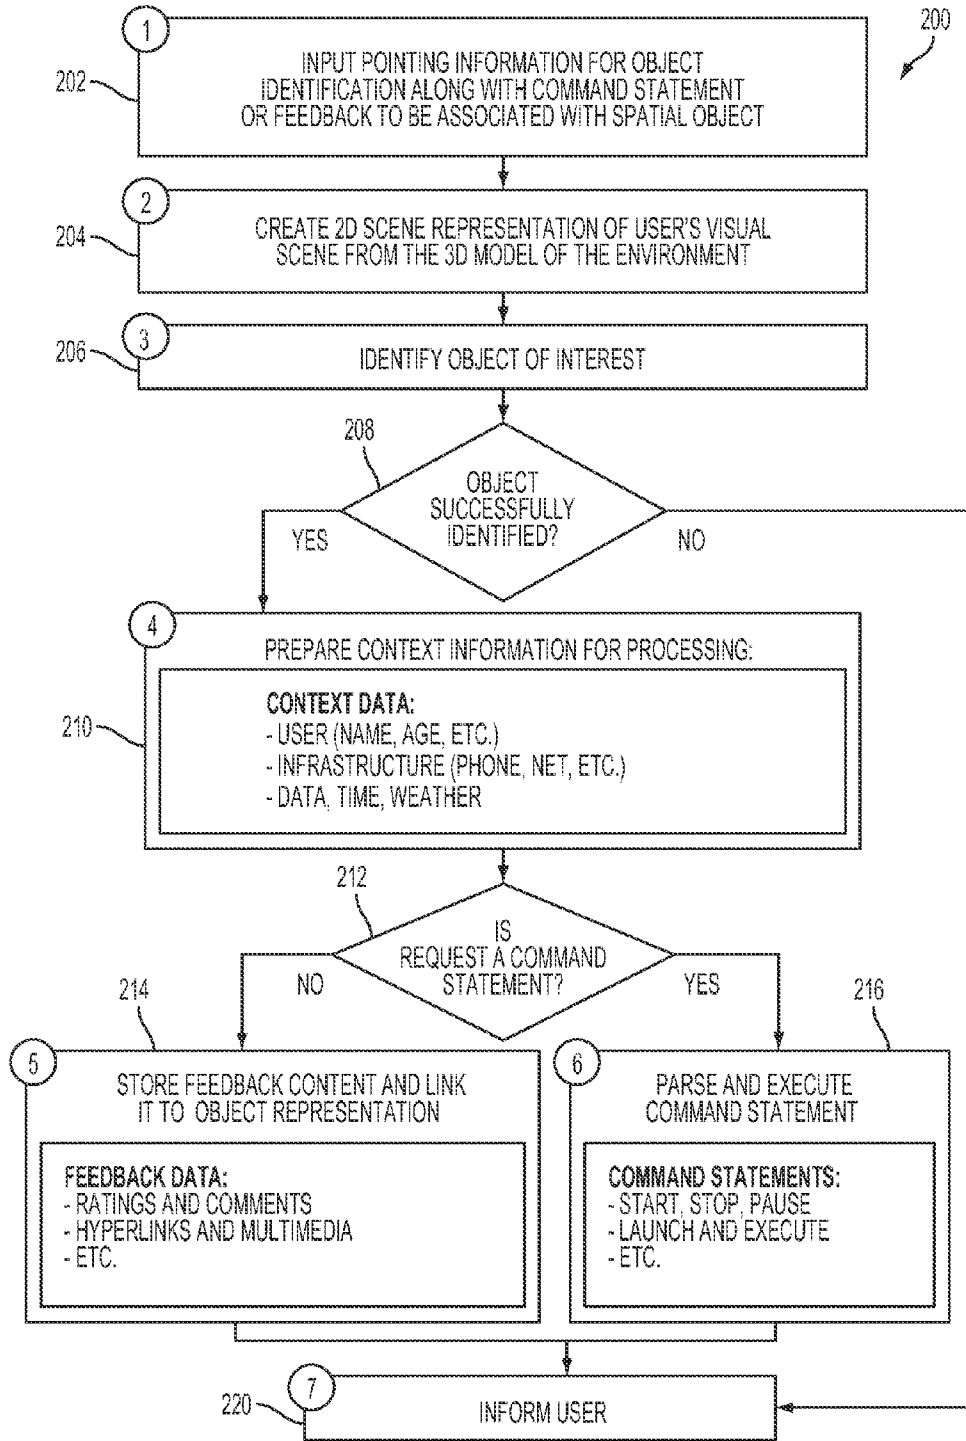 200
1
202
INPUT POINTING INFORMATION FOR OBJECT
IDENTIFICATION ALONG WITH COMMAND STATEMENT
OR FEEDBACK TO BE ASSOCIATED WITH SPATIAL OBJECT
2
204
CREATE 2D SCENE REPRESENTATION OF USER'S VISUAL
SCENE FROM THE 3D MODEL OF THE ENVIRONMENT
3
206
IDENTIFY OBJECT OF INTEREST
208
OBJECT
SUCCESSFULLY
IDENTIFIED?
YES
NO
4
210
PREPARE CONTEXT INFORMATION FOR PROCESSING:
CONTEXT DATA:
- USER (NAME, AGE, ETC.)
- INFRASTRUCTURE (PHONE, NET, ETC.)
- DATA, TIME, WEATHER
212
IS
REQUEST A COMMAND
STATEMENT?
NO
YES
214
5
STORE FEEDBACK CONTENT AND LINK
IT TO OBJECT REPRESENTATION
FEEDBACK DATA:
- RATINGS AND COMMENTS
- HYPERLINKS AND MULTIMEDIA
- ETC.
216
6
PARSE AND EXECUTE
COMMAND STATEMENT
COMMAND STATEMENTS:
- START, STOP, PAUSE
- LAUNCH AND EXECUTE
- ETC.
7
220
INFORM USER